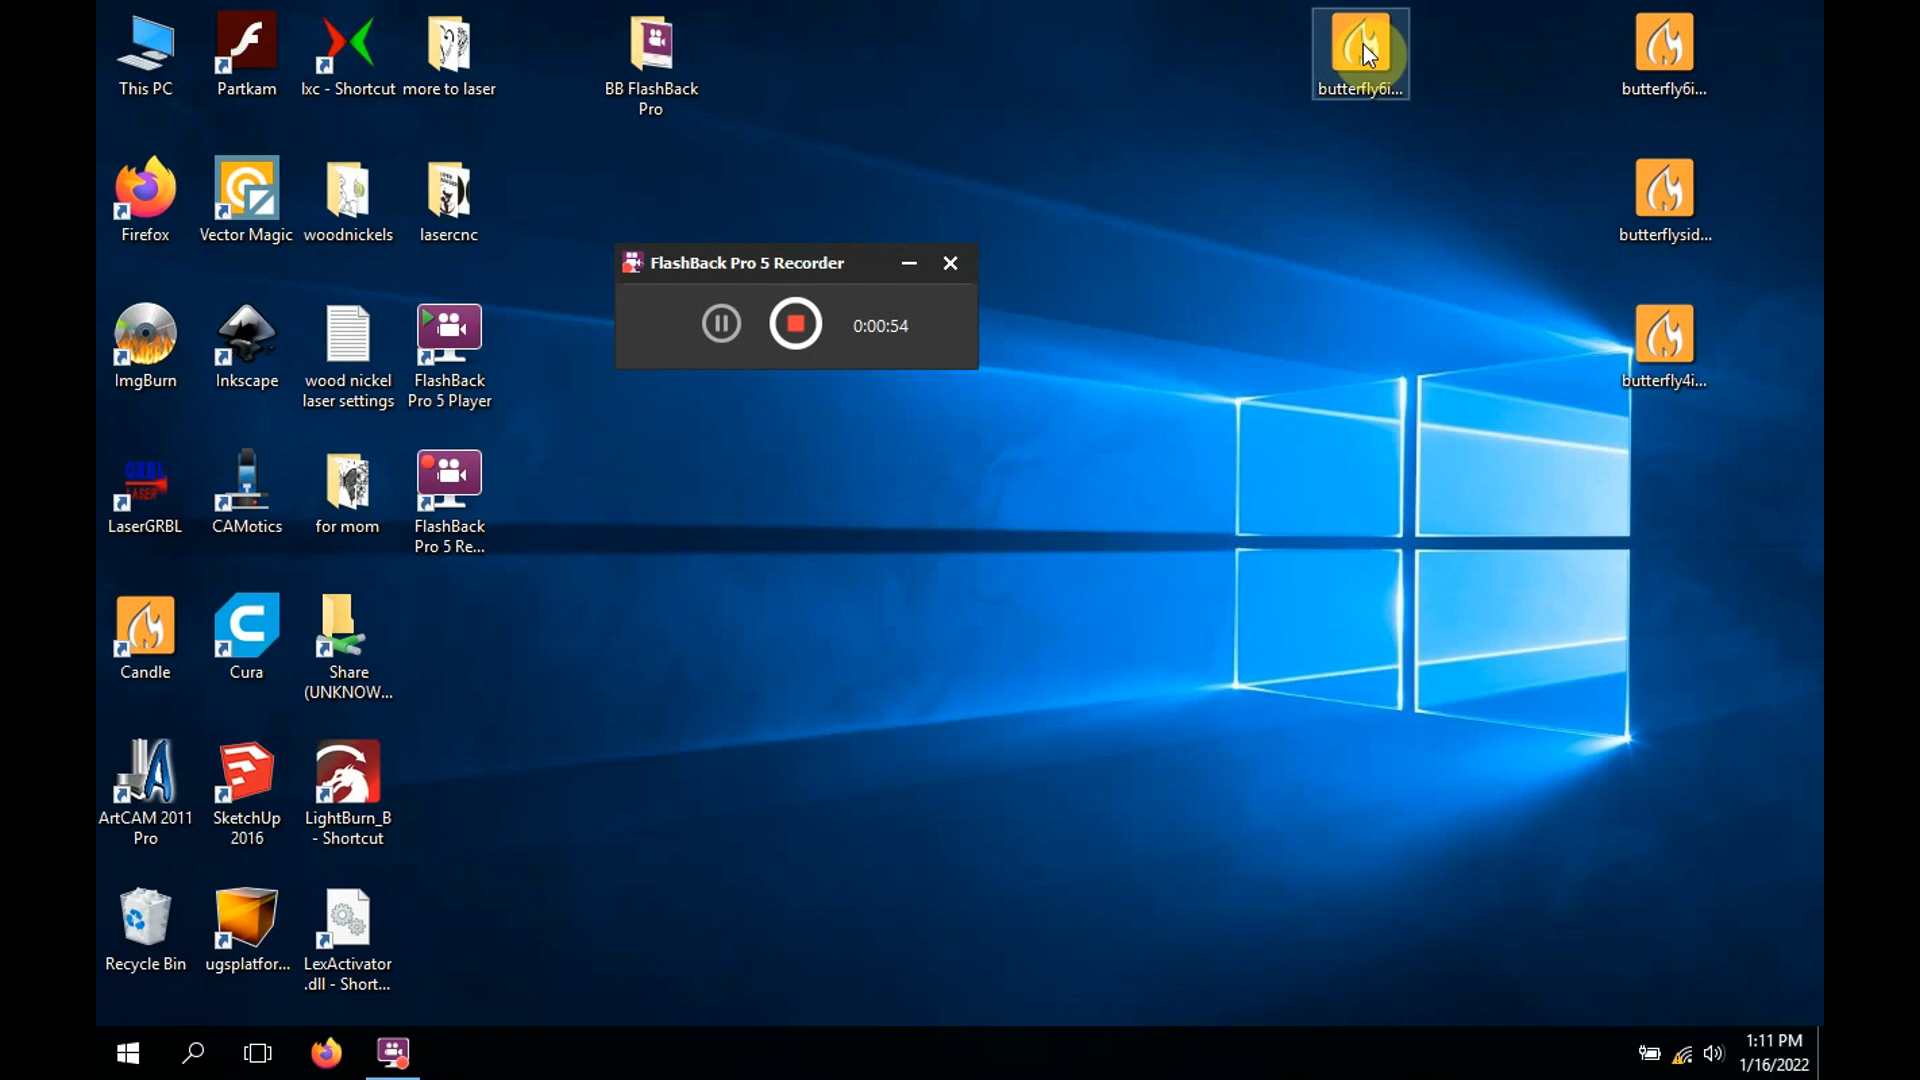 This PC
Partkam
lxc - Shortcut
more to laser
BB FlashBack
Pro
butterfly6i...
butterfly6i...
Firefox
Vector Magic
woodnickels
lasercnc
butterflysid...
FlashBack Pro 5 Recorder
0:00:54
ImgBurn
Inkscape
wood nickel
laser settings
FlashBack
Pro 5 Player
butterfly4i...
LaserGRBL
CAMotics
for mom
FlashBack
Pro 5 Re...
Candle
Cura
Share
(UNKNOW...
ArtCAM 2011
Pro
SketchUp
2016
LightBurn_B
- Shortcut
Recycle Bin
ugsplatfor...
LexActivator
.dll - Short...
1:11 PM
1/16/2022